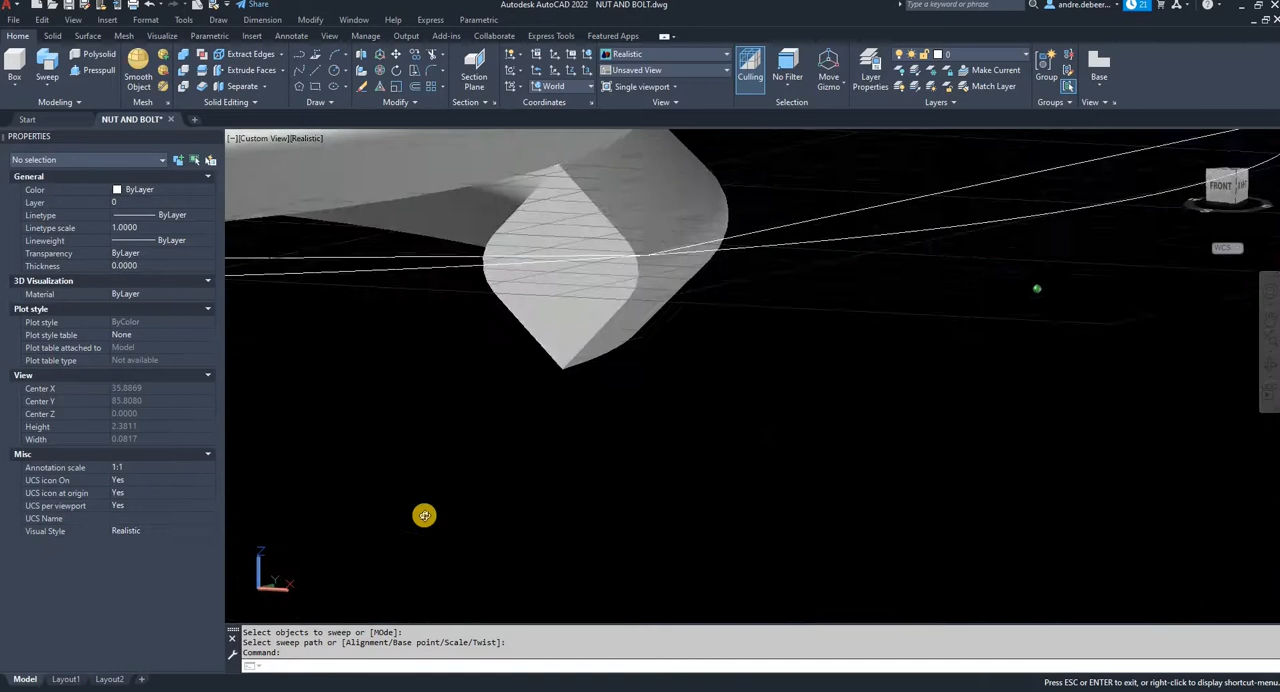 Share
Autodesk AutoCAD 2022 NUT AND BOLT.dwg
Type a keyword or phrase
andre.debeer...
21
File Edit View Insert Format Tools Draw Dimension Modify Window Help Express Parametric
Home Solid Surface Mesh Visualize Parametric Insert Annotate View Manage Output Add-ins Collaborate Express Tools Featured Apps
Box
Sweep
Polysolid
Presspull
Smooth
Object
Extrude Edges
Extrude Faces
Separate
Section
Plane
World
Realistic
Unsaved View
Single viewport
Culling
No Filter
Move
Gizmo
Layer
Properties
0
Make Current
Match Layer
Group
Base
Modeling
Mesh
Solid Editing
Draw
Modify
Section
Coordinates
View
Selection
Layers
Groups
View
Start
NUT AND BOLT*
PROPERTIES
No selection
General
Color ByLayer
Layer 0
Linetype ByLayer
Linetype scale 1.0000
Lineweight ByLayer
Transparency ByLayer
Thickness 0.0000
3D Visualization
Material ByLayer
Plot style
Plot style ByColor
Plot style table None
Plot table attached to Model
Plot table type Not available
View
Center X 35.8869
Center Y 85.8080
Center Z 0.0000
Height 2.3811
Width 0.0817
Misc
Annotation scale 1:1
UCS icon On Yes
UCS icon at origin Yes
UCS per viewport Yes
UCS Name
Visual Style Realistic
[−][Custom View][Realistic]
FRONT
WCS
Z
Y
X
Select objects to sweep or [MOde]:
Select sweep path or [Alignment/Base point/Scale/Twist]:
Command:
Model Layout1 Layout2 +
Press ESC or ENTER to exit, or right-click to display shortcut-menu.